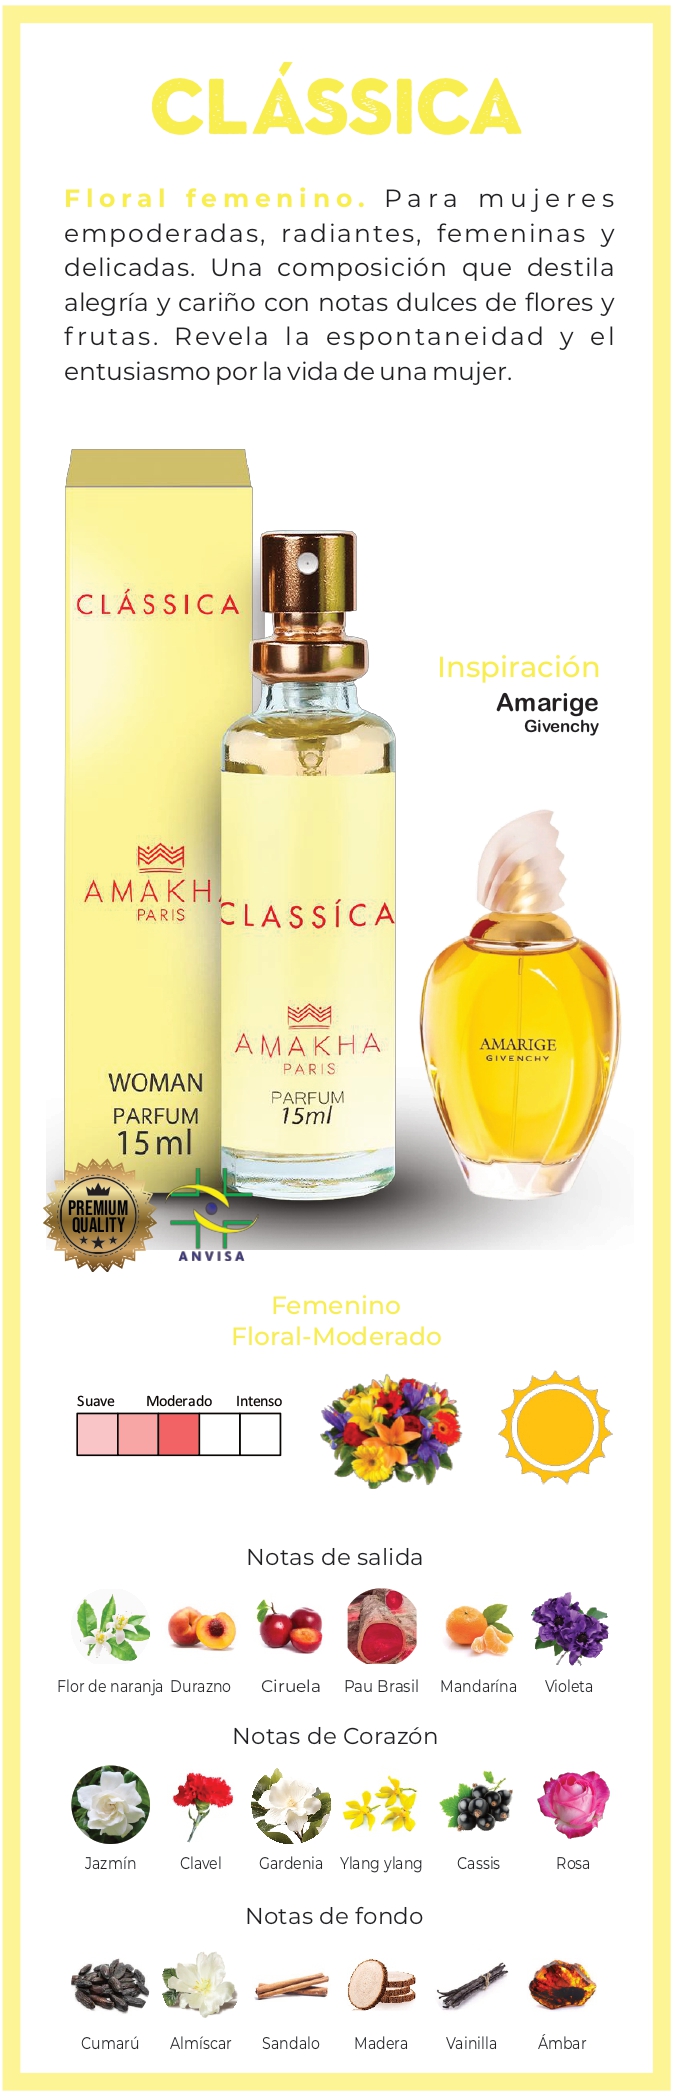 CLÁSSICA
Floral femenino. Para mujeres
empoderadas, radiantes, femeninas y
delicadas. Una composición que destila
alegría y cariño con notas dulces de flores y
frutas. Revela la espontaneidad y el
entusiasmo por la vida de una mujer.
CLÁSSICA
AMAKH
PARIS
WOMAN
PARFUM
15ml
CLASSÍCA
AMAKHA
PARIS
PARFUM
15ml
Inspiración
Amarige
Givenchy
AMARIGE
GIVENCHY
PREMIUM
QUALITY
ANVISA
Femenino
Floral-Moderado
Suave Moderado Intenso
Notas de salida
Flor de naranja Durazno Ciruela Pau Brasil Mandarína Violeta
Notas de Corazón
Jazmín Clavel Gardenia Ylang ylang Cassis Rosa
Notas de fondo
Cumarú Almíscar Sandalo Madera Vainilla Ámbar